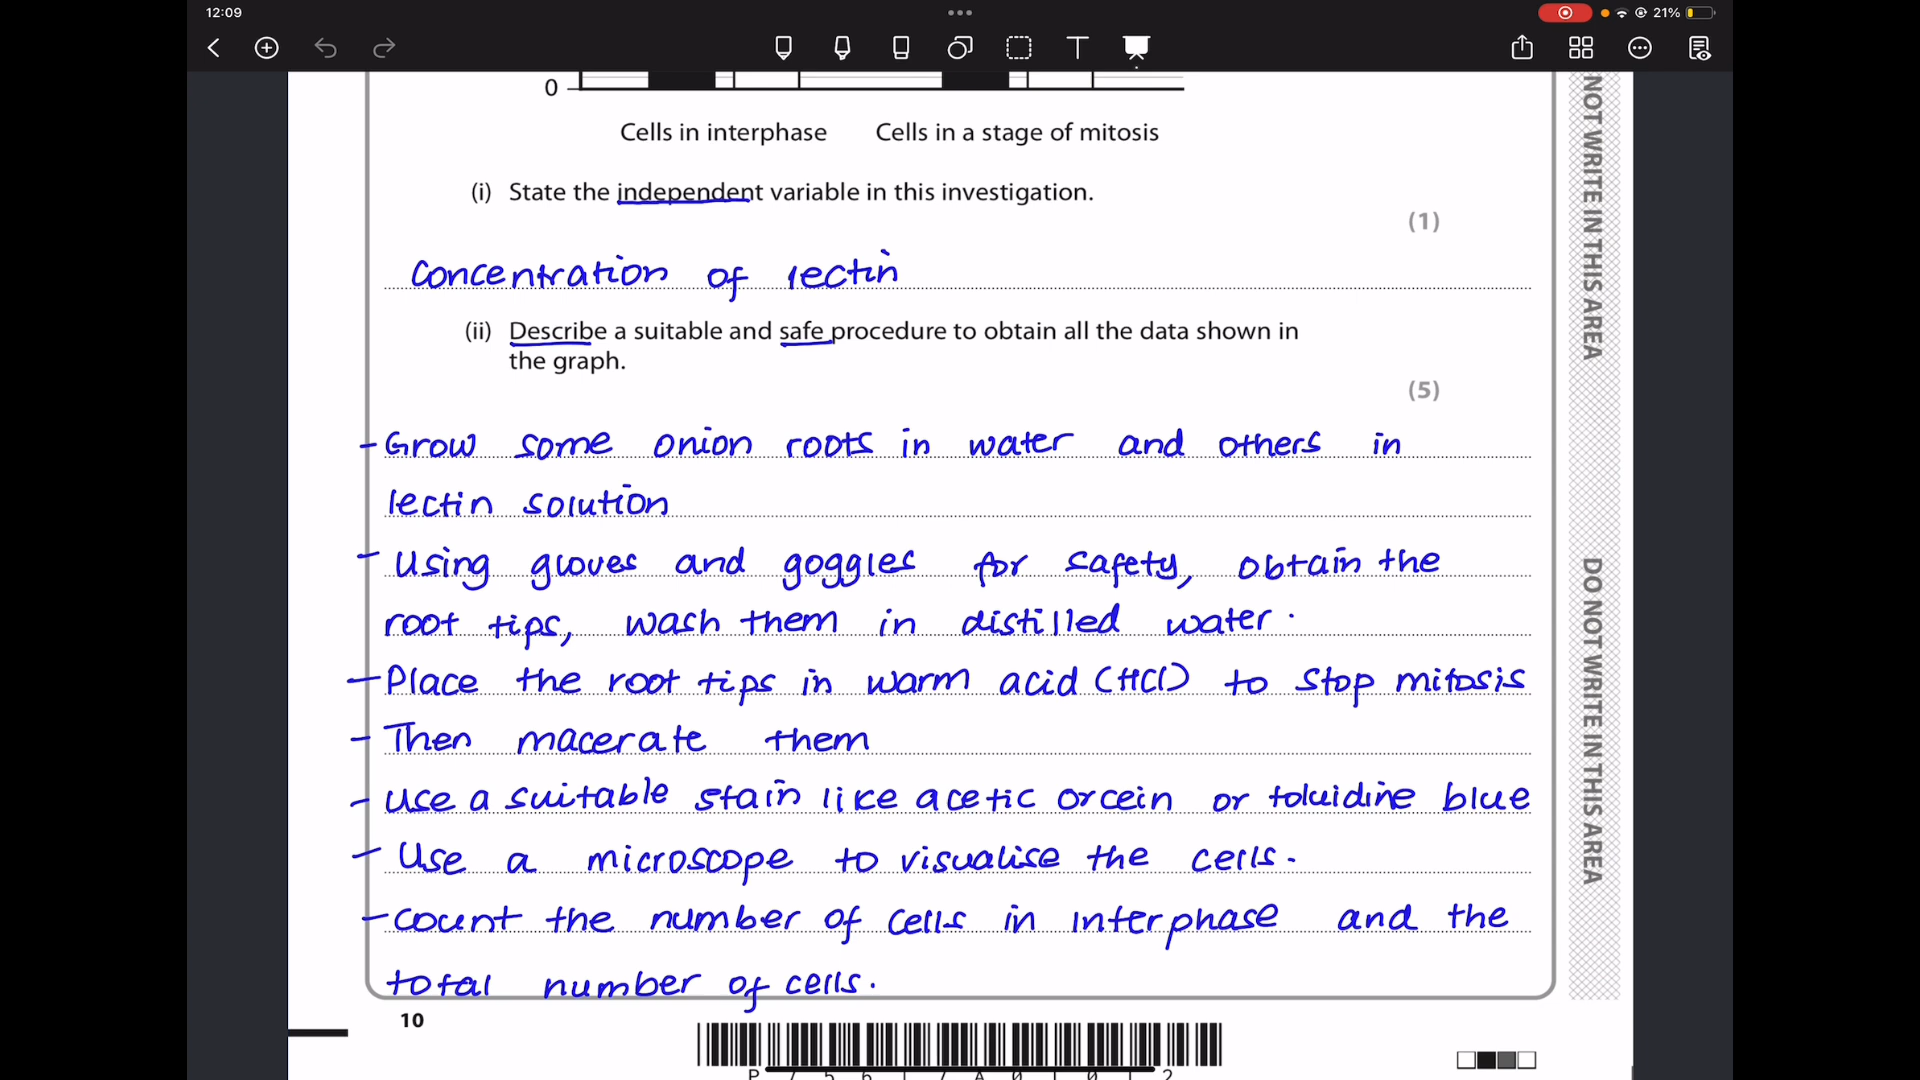 12:09
21%
T
0
Cells in interphase Cells in a stage of mitosis
(i) State the independent variable in this investigation.
(1)
Concentration of lectin
(ii) Describe a suitable and safe procedure to obtain all the data shown in
the graph.
(5)
- Grow some onion roots in water and others in
lectin solution
- Using gloves and goggles for safety, obtain the
root tips, wash them in distilled water.
- Place the root tips in warm acid (HCl) to stop mitosis
- Then macerate them
- Use a suitable stain like acetic orcein or toluidine blue
- Use a microscope to visualise the cells.
- Count the number of cells in interphase and the
total number of cells.
10
NOT WRITE IN THIS AREA
DO NOT WRITE IN THIS AREA